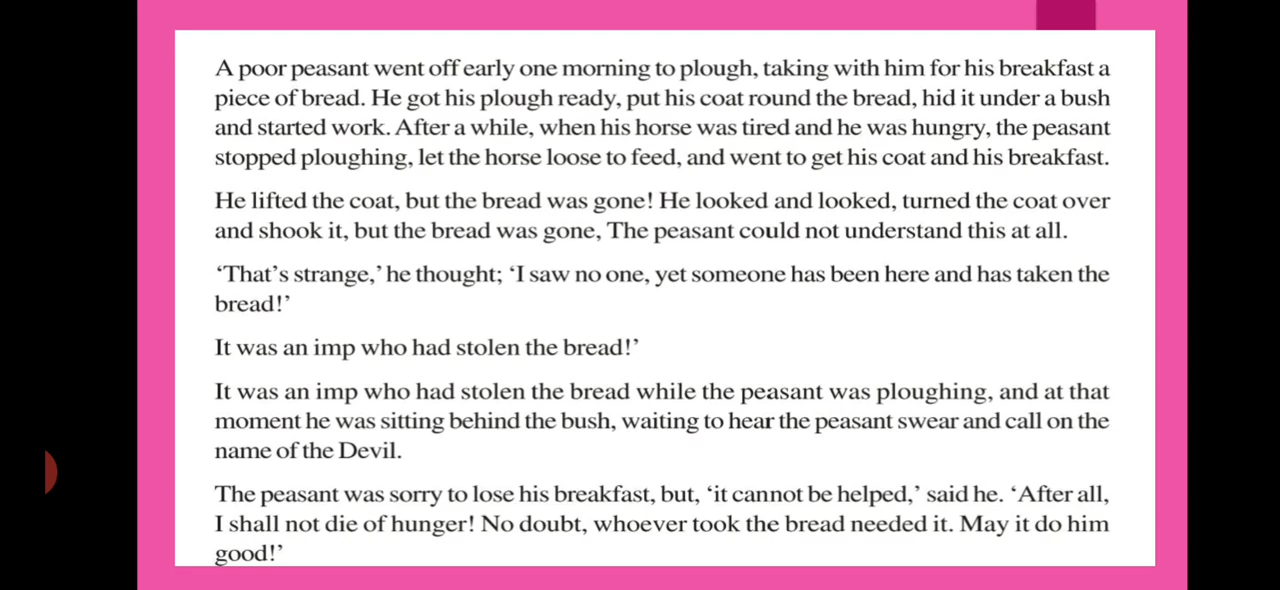 A poor peasant went off early one morning to plough, taking with him for his breakfast a
piece of bread. He got his plough ready, put his coat round the bread, hid it under a bush
and started work. After a while, when his horse was tired and he was hungry, the peasant
stopped ploughing, let the horse loose to feed, and went to get his coat and his breakfast.
He lifted the coat, but the bread was gone! He looked and looked, turned the coat over
and shook it, but the bread was gone, The peasant could not understand this at all.
‘That’s strange,’ he thought; ‘I saw no one, yet someone has been here and has taken the
bread!’
It was an imp who had stolen the bread!’
It was an imp who had stolen the bread while the peasant was ploughing, and at that
moment he was sitting behind the bush, waiting to hear the peasant swear and call on the
name of the Devil.
The peasant was sorry to lose his breakfast, but, ‘it cannot be helped,’ said he. ‘After all,
I shall not die of hunger! No doubt, whoever took the bread needed it. May it do him
good!’